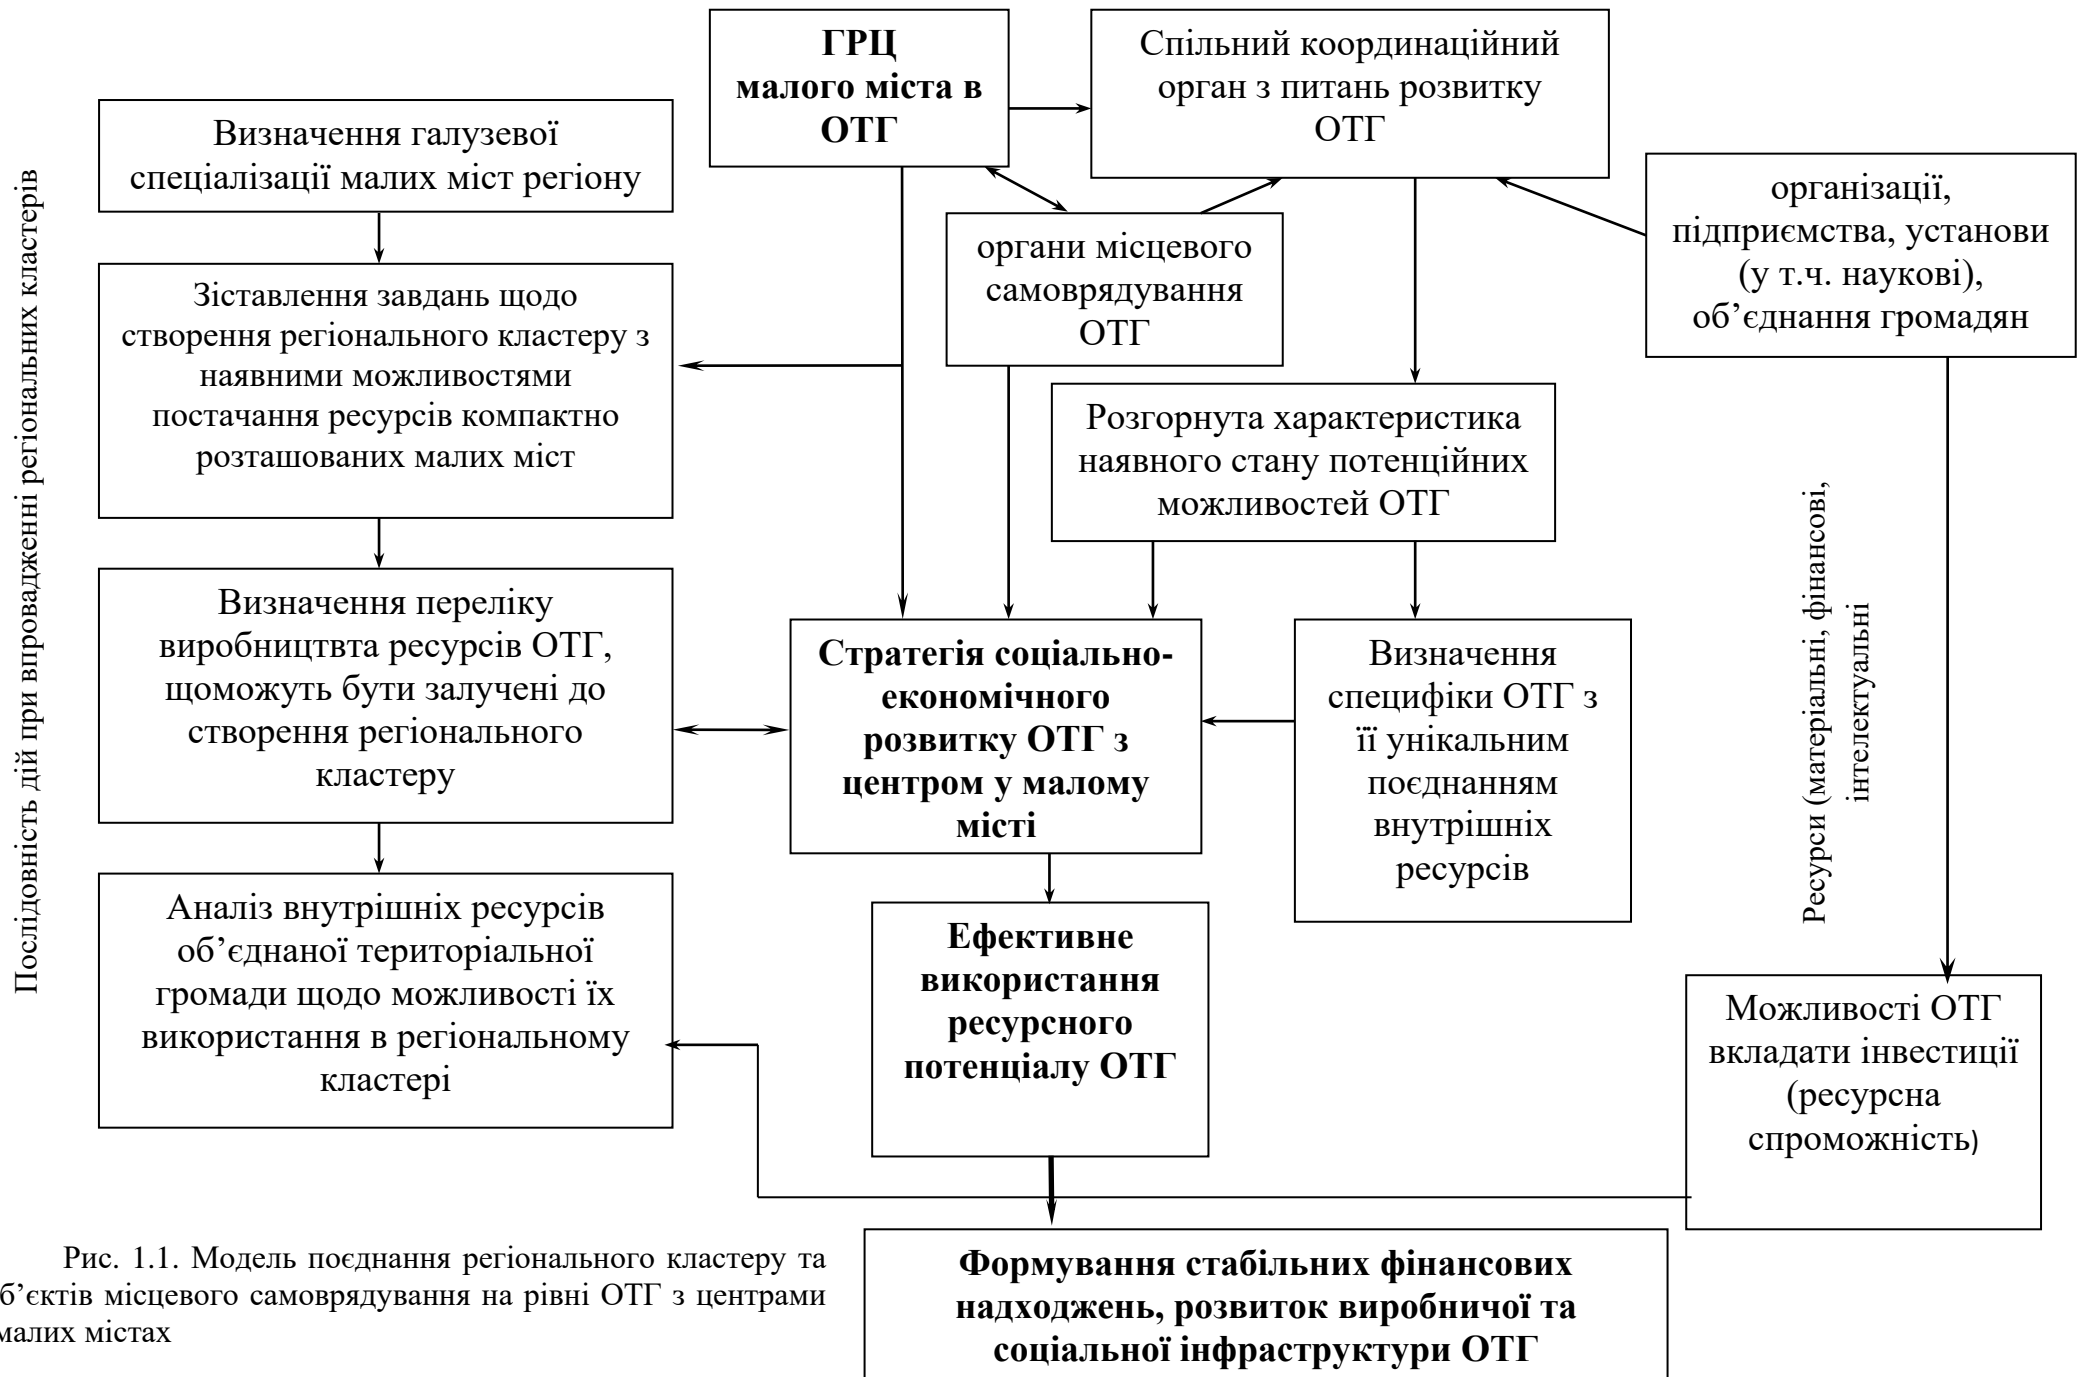 ГРЦ
малого міста в
ОТГ
Спільний координаційний
орган з питань розвитку
ОТГ
Визначення галузевої
спеціалізації малих міст регіону
організації,
підприємства, установи
(у т.ч. наукові),
об’єднання громадян
органи місцевого
самоврядування
ОТГ
Послідовність дій при впровадженні регіональних кластерів
Зіставлення завдань щодо
створення регіонального кластеру з
наявними можливостями
постачання ресурсів компактно
розташованих малих міст
Розгорнута характеристика
наявного стану потенційних
можливостей ОТГ
Ресурси (матеріальні, фінансові,
інтелектуальні
Визначення переліку
виробництвта ресурсів ОТГ,
щоможуть бути залучені до
створення регіонального
кластеру
Стратегія соціально-
економічного
розвитку ОТГ з
центром у малому
місті
Визначення
специфіки ОТГ з
її унікальним
поєднанням
внутрішніх
ресурсів
Аналіз внутрішніх ресурсів
об’єднаної територіальної
громади щодо можливості їх
використання в регіональному
кластері
Ефективне
використання
ресурсного
потенціалу ОТГ
Можливості ОТГ
вкладати інвестиції
(ресурсна
спроможність)
Рис. 1.1. Модель поєднання регіонального кластеру та
б’єктів місцевого самоврядування на рівні ОТГ з центрами
малих містах
Формування стабільних фінансових
надходжень, розвиток виробничої та
соціальної інфраструктури ОТГ